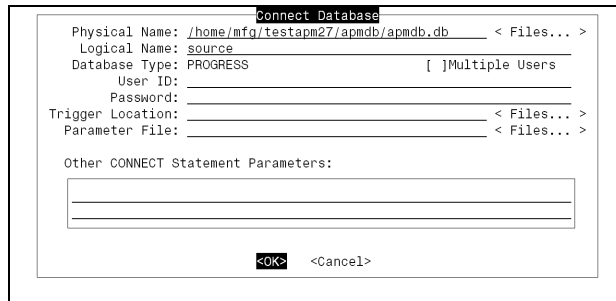 Connect Database
Physical Name: /home/mfg/testapm27/apmdb/apmdb.db < Files... >
Logical Name: source
Database Type: PROGRESS [ ]Multiple Users
User ID:
Password:
Trigger Location: < Files... >
Parameter File: < Files... >
Other CONNECT Statement Parameters:
<OK> <Cancel>